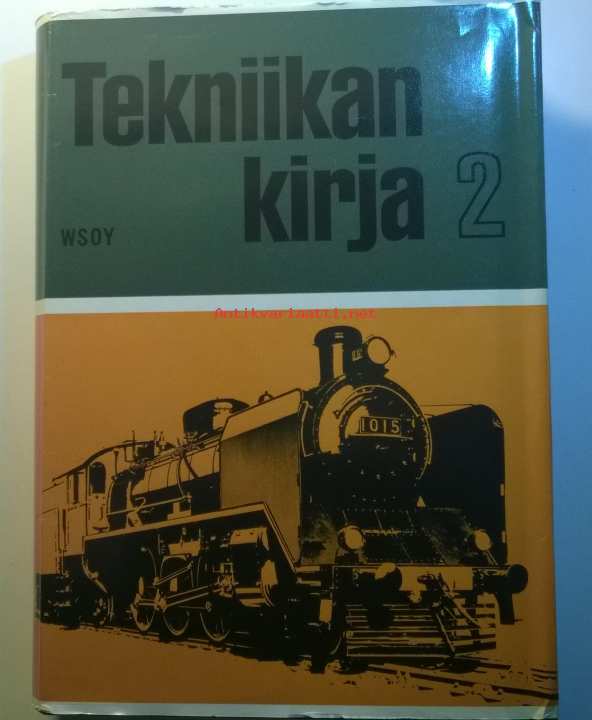 Tekniikan
kirja 2
WSOY
Antikvariaatti.net
1015